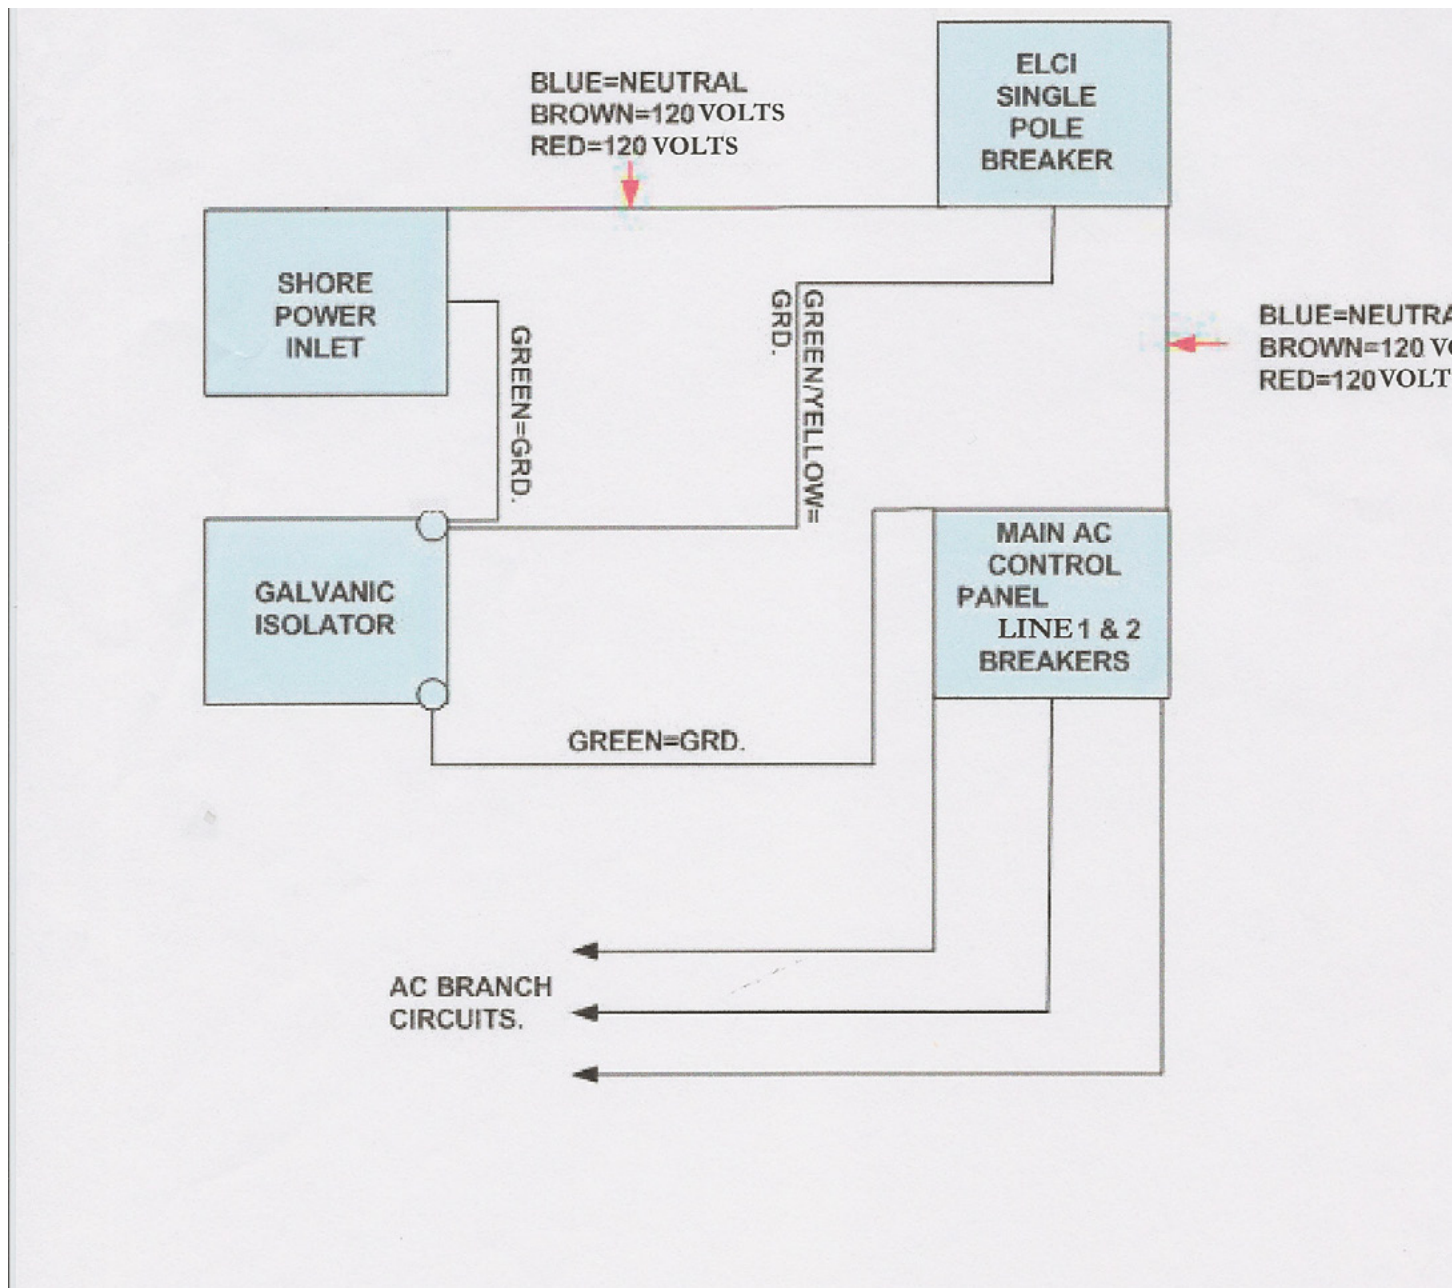 BLUE=NEUTRAL
BROWN=120 VOLTS
RED=120 VOLTS
ELCI
SINGLE
POLE
BREAKER
SHORE
POWER
INLET
GREEN=GRD.
GREEN/YELLOW=
GRD.
BLUE=NEUTRA
BROWN=120 VO
RED=120 VOLT
GALVANIC
ISOLATOR
MAIN AC
CONTROL
PANEL
LINE 1 & 2
BREAKERS
GREEN=GRD.
AC BRANCH
CIRCUITS.